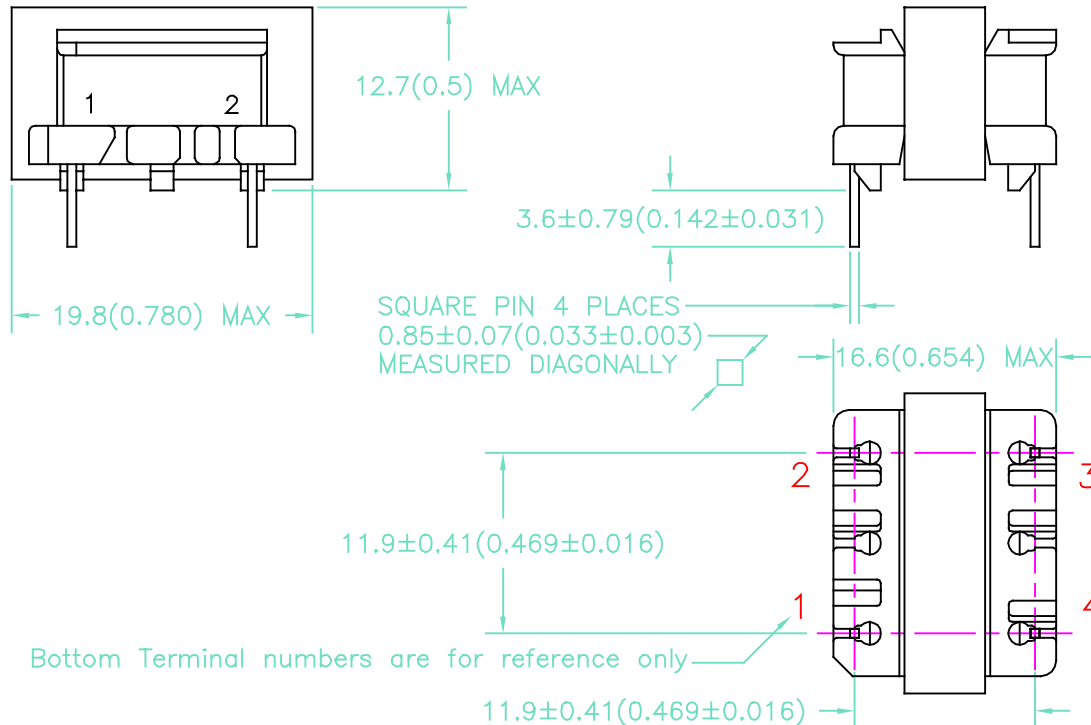 12.7(0.5) MAX
1
2
3.6±0.79(0.142±0.031)
19.8(0.780) MAX
SQUARE PIN 4 PLACES
0.85±0.07(0.033±0.003)
MEASURED DIAGONALLY
16.6(0.654) MAX
2
3
11.9±0.41(0.469±0.016)
1
4
Bottom Terminal numbers are for reference only
11.9±0.41(0.469±0.016)